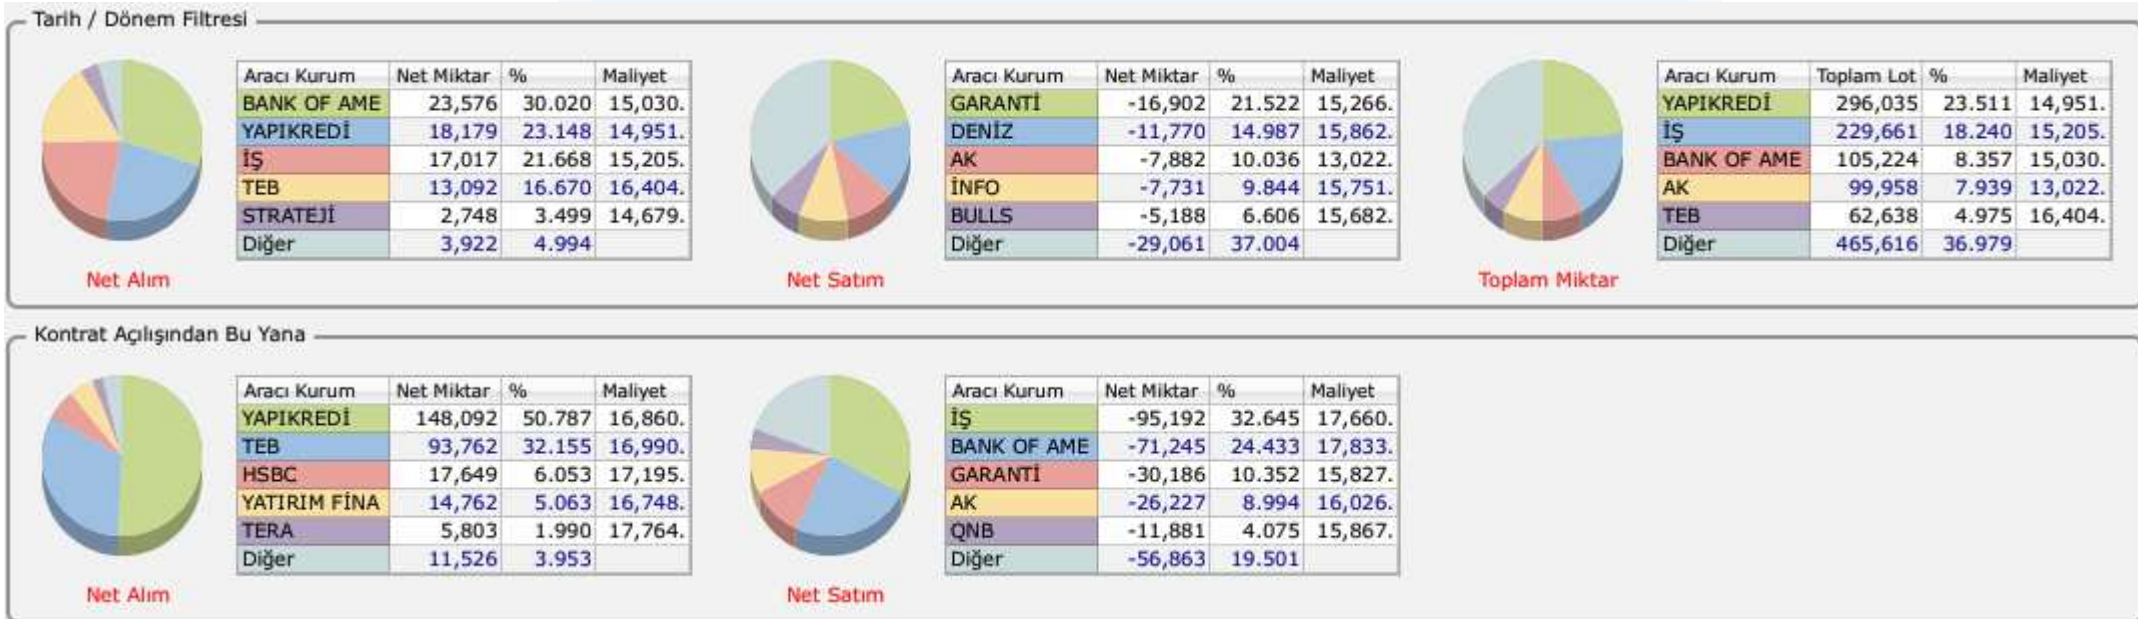 Tarih / Dönem Filtresi
Aracı Kurum Net Miktar % Maliyet
BANK OF AME 23,576 30.020 15,030.
YAPIKREDİ 18,179 23.148 14,951.
İŞ 17,017 21.668 15,205.
TEB 13,092 16.670 16,404.
STRATEJİ 2,748 3.499 14,679.
Diğer 3,922 4.994
Net Alım
Aracı Kurum Net Miktar % Maliyet
GARANTİ -16,902 21.522 15,266.
DENİZ -11,770 14.987 15,862.
AK -7,882 10.036 13,022.
İNFO -7,731 9.844 15,751.
BULLS -5,188 6.606 15,682.
Diğer -29,061 37.004
Net Satım
Aracı Kurum Toplam Lot % Maliyet
YAPIKREDİ 296,035 23.511 14,951.
İŞ 229,661 18.240 15,205.
BANK OF AME 105,224 8.357 15,030.
AK 99,958 7.939 13,022.
TEB 62,638 4.975 16,404.
Diğer 465,616 36.979
Toplam Miktar
Kontrat Açılışından Bu Yana
Aracı Kurum Net Miktar % Maliyet
YAPIKREDİ 148,092 50.787 16,860.
TEB 93,762 32.155 16,990.
HSBC 17,649 6.053 17,195.
YATIRIM FİNA 14,762 5.063 16,748.
TERA 5,803 1.990 17,764.
Diğer 11,526 3.953
Net Alım
Aracı Kurum Net Miktar % Maliyet
İŞ -95,192 32.645 17,660.
BANK OF AME -71,245 24.433 17,833.
GARANTİ -30,186 10.352 15,827.
AK -26,227 8.994 16,026.
QNB -11,881 4.075 15,867.
Diğer -56,863 19.501
Net Satım